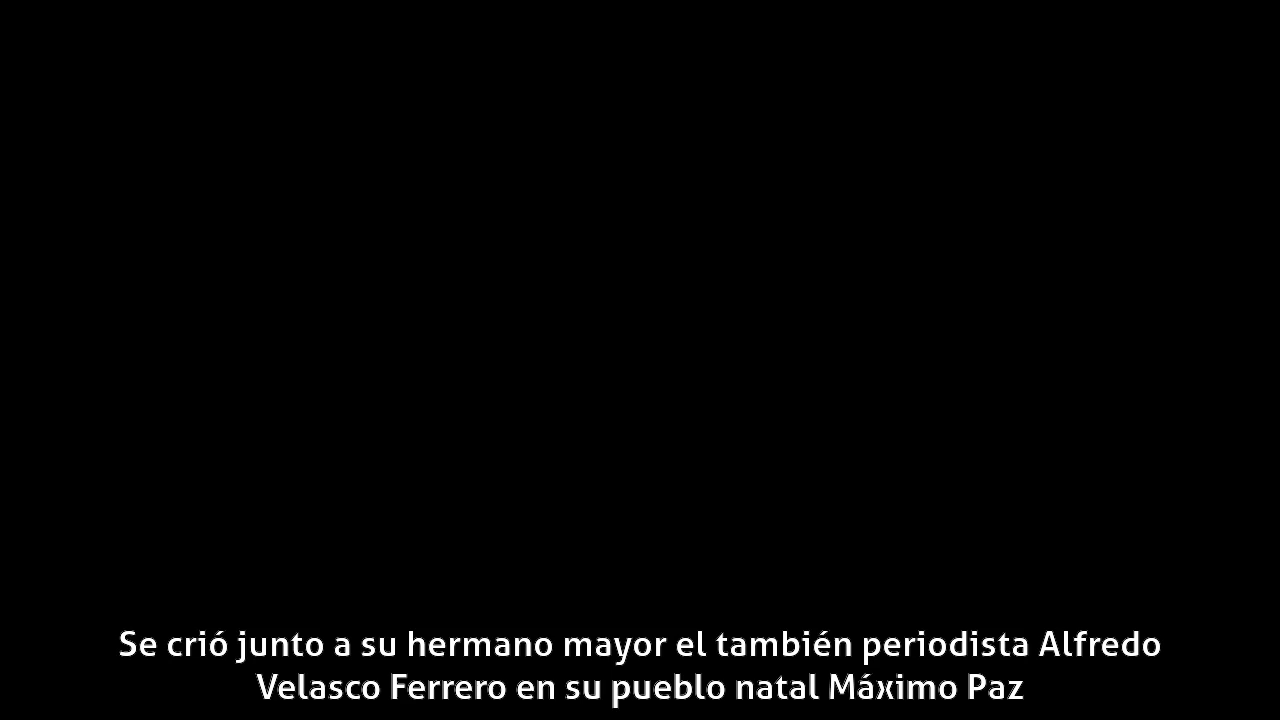 Se crió junto a su hermano mayor el también periodista Alfredo
Velasco Ferrero en su pueblo natal Máximo Paz